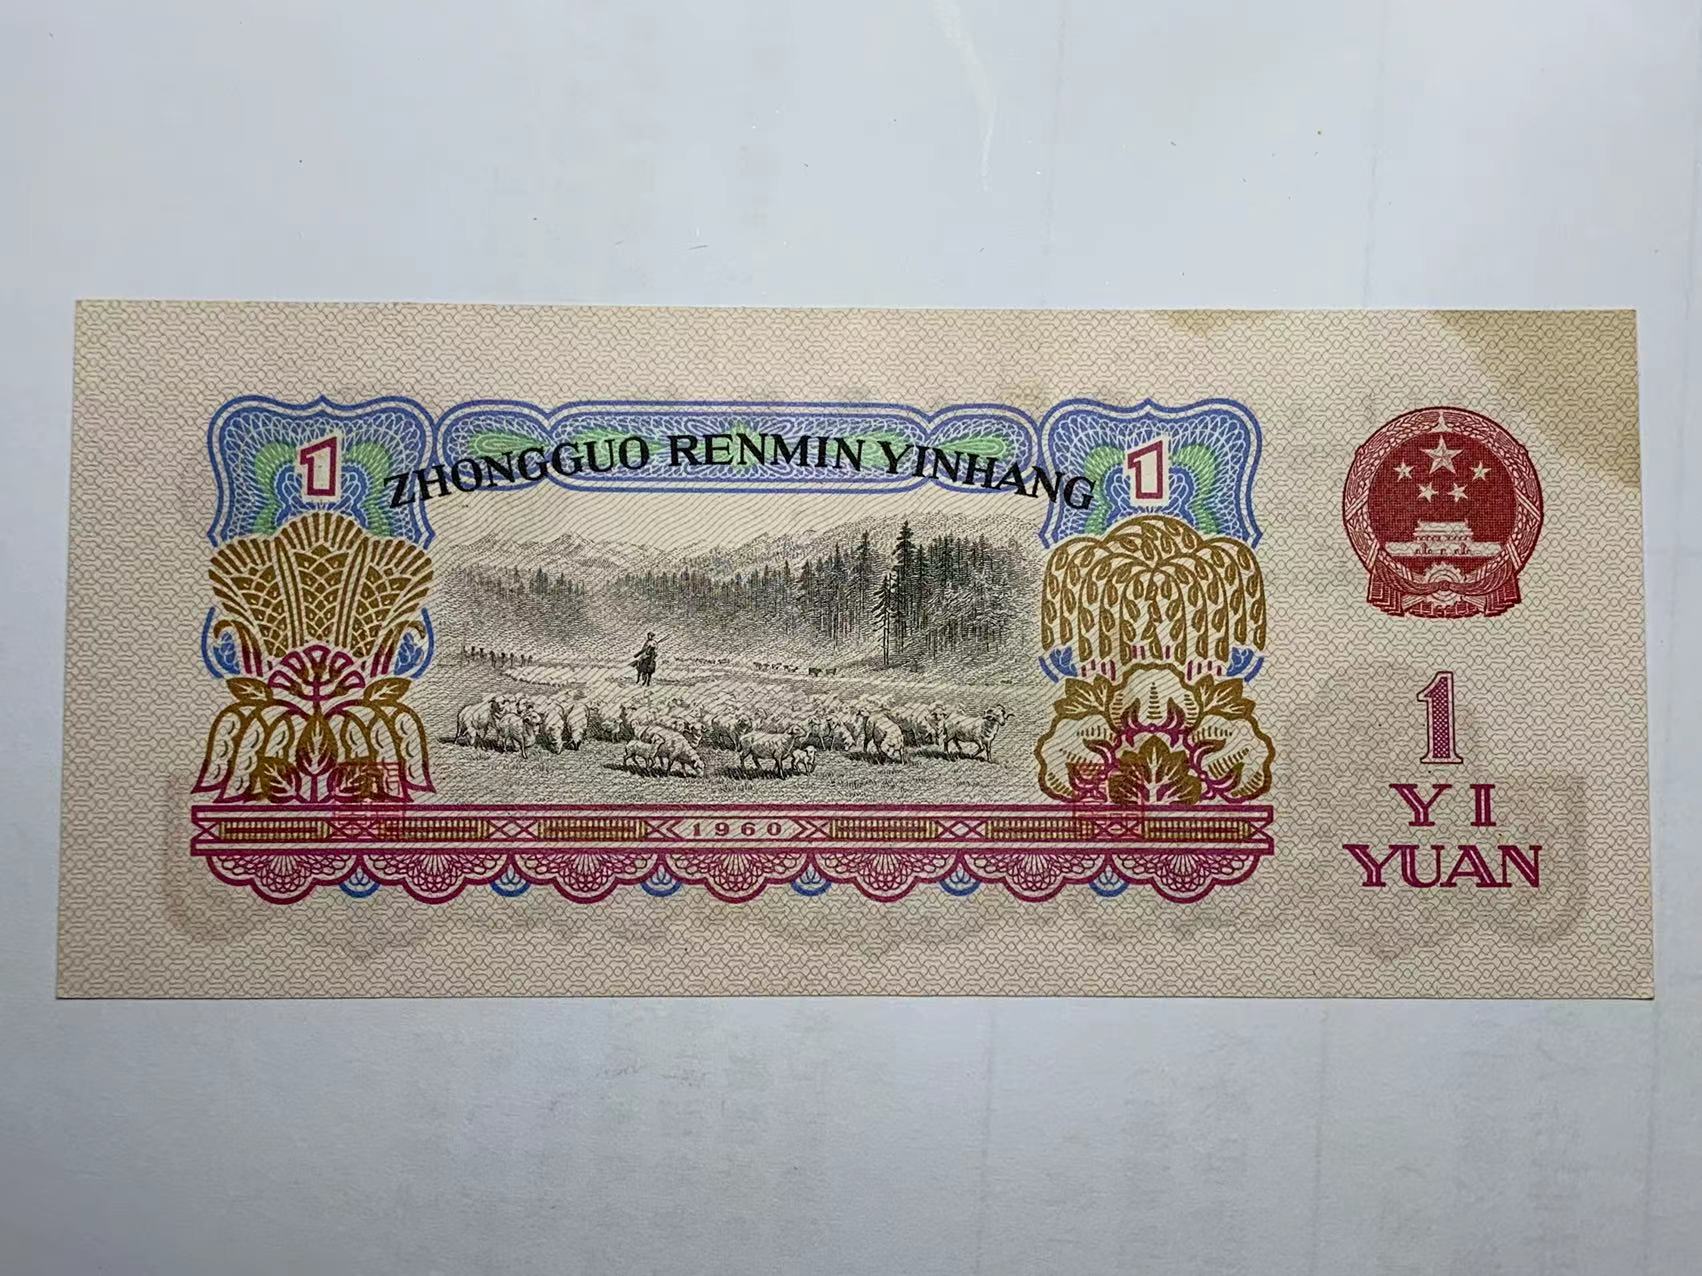 1
ZHONGGUO RENMIN YINHANG
1
1960
1
YI
YUAN